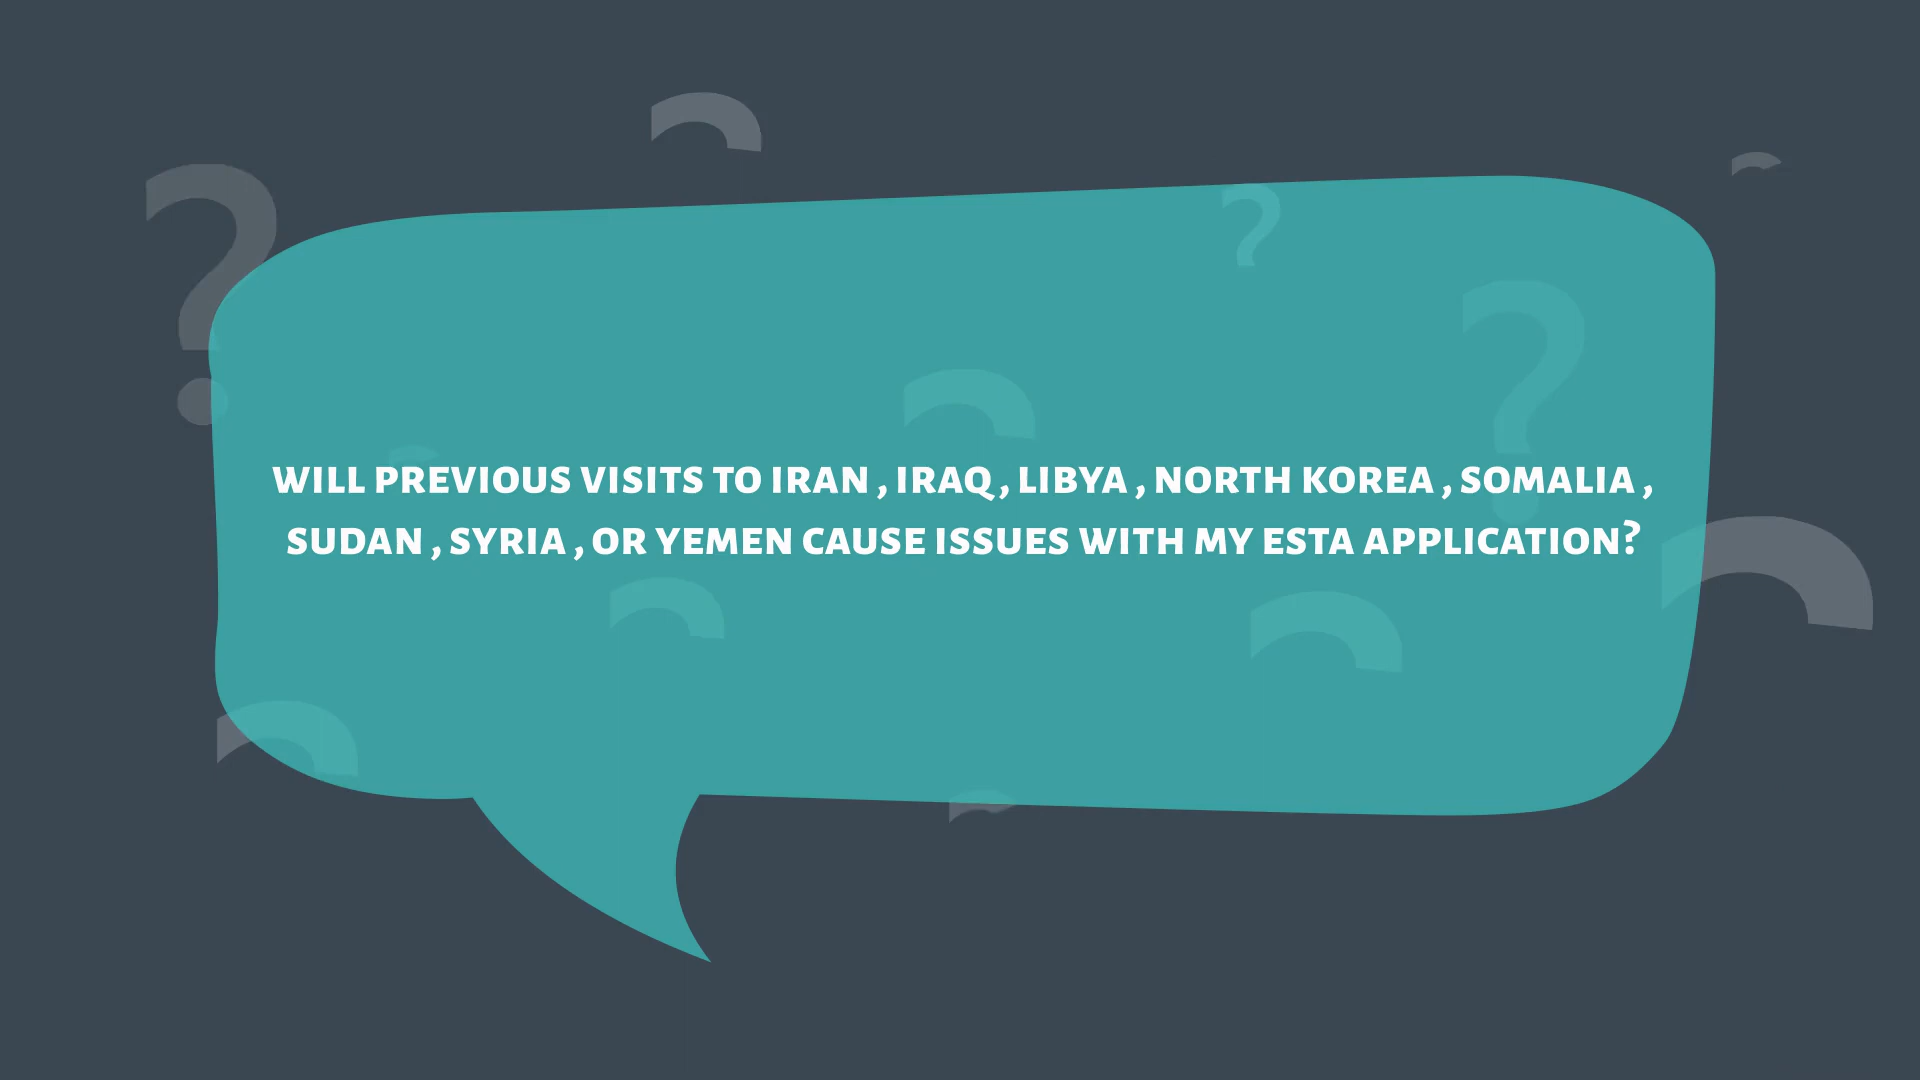 WILL PREVIOUS VISITS TO IRAN , IRAQ , LIBYA , NORTH KOREA , SOMALIA ,
SUDAN , SYRIA , OR YEMEN CAUSE ISSUES WITH MY ESTA APPLICATION?